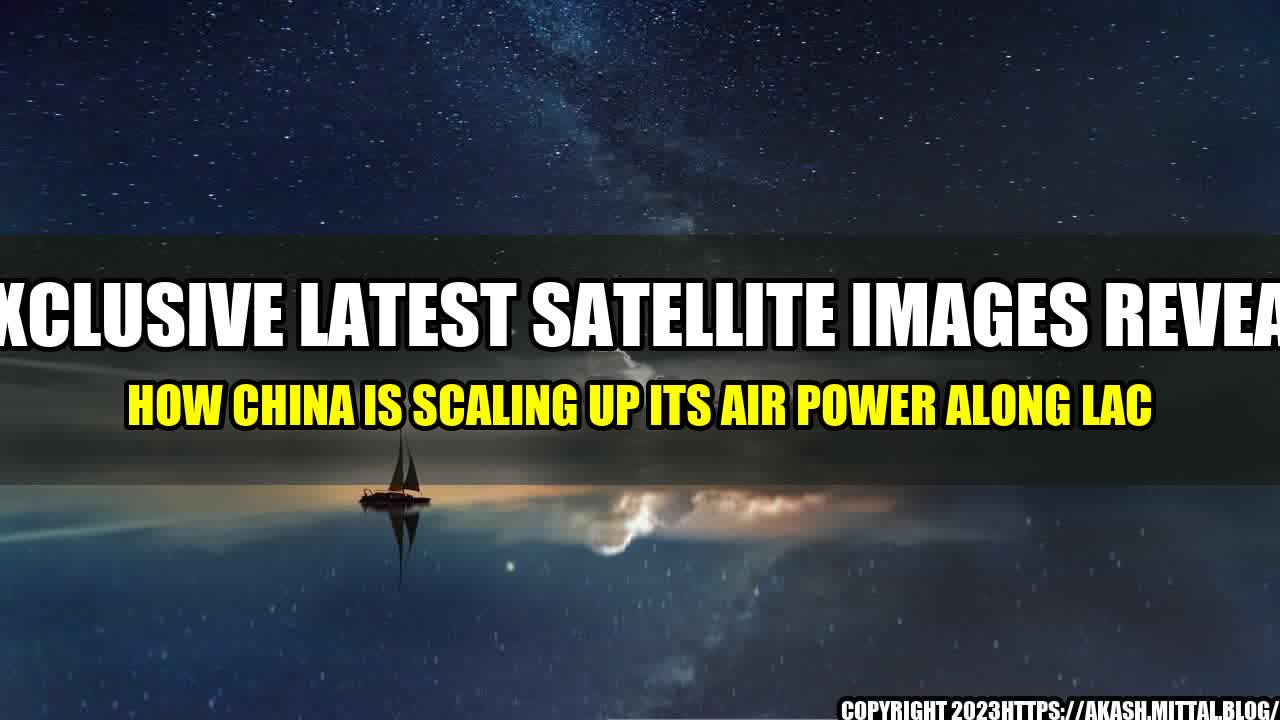 XCLUSIVE LATEST SATELLITE IMAGES REVEA
HOW CHINA IS SCALING UP ITS AIR POWER ALONG LAC
COPYRIGHT 2023HTTPS://AKASH.MITTAL.BLOG/